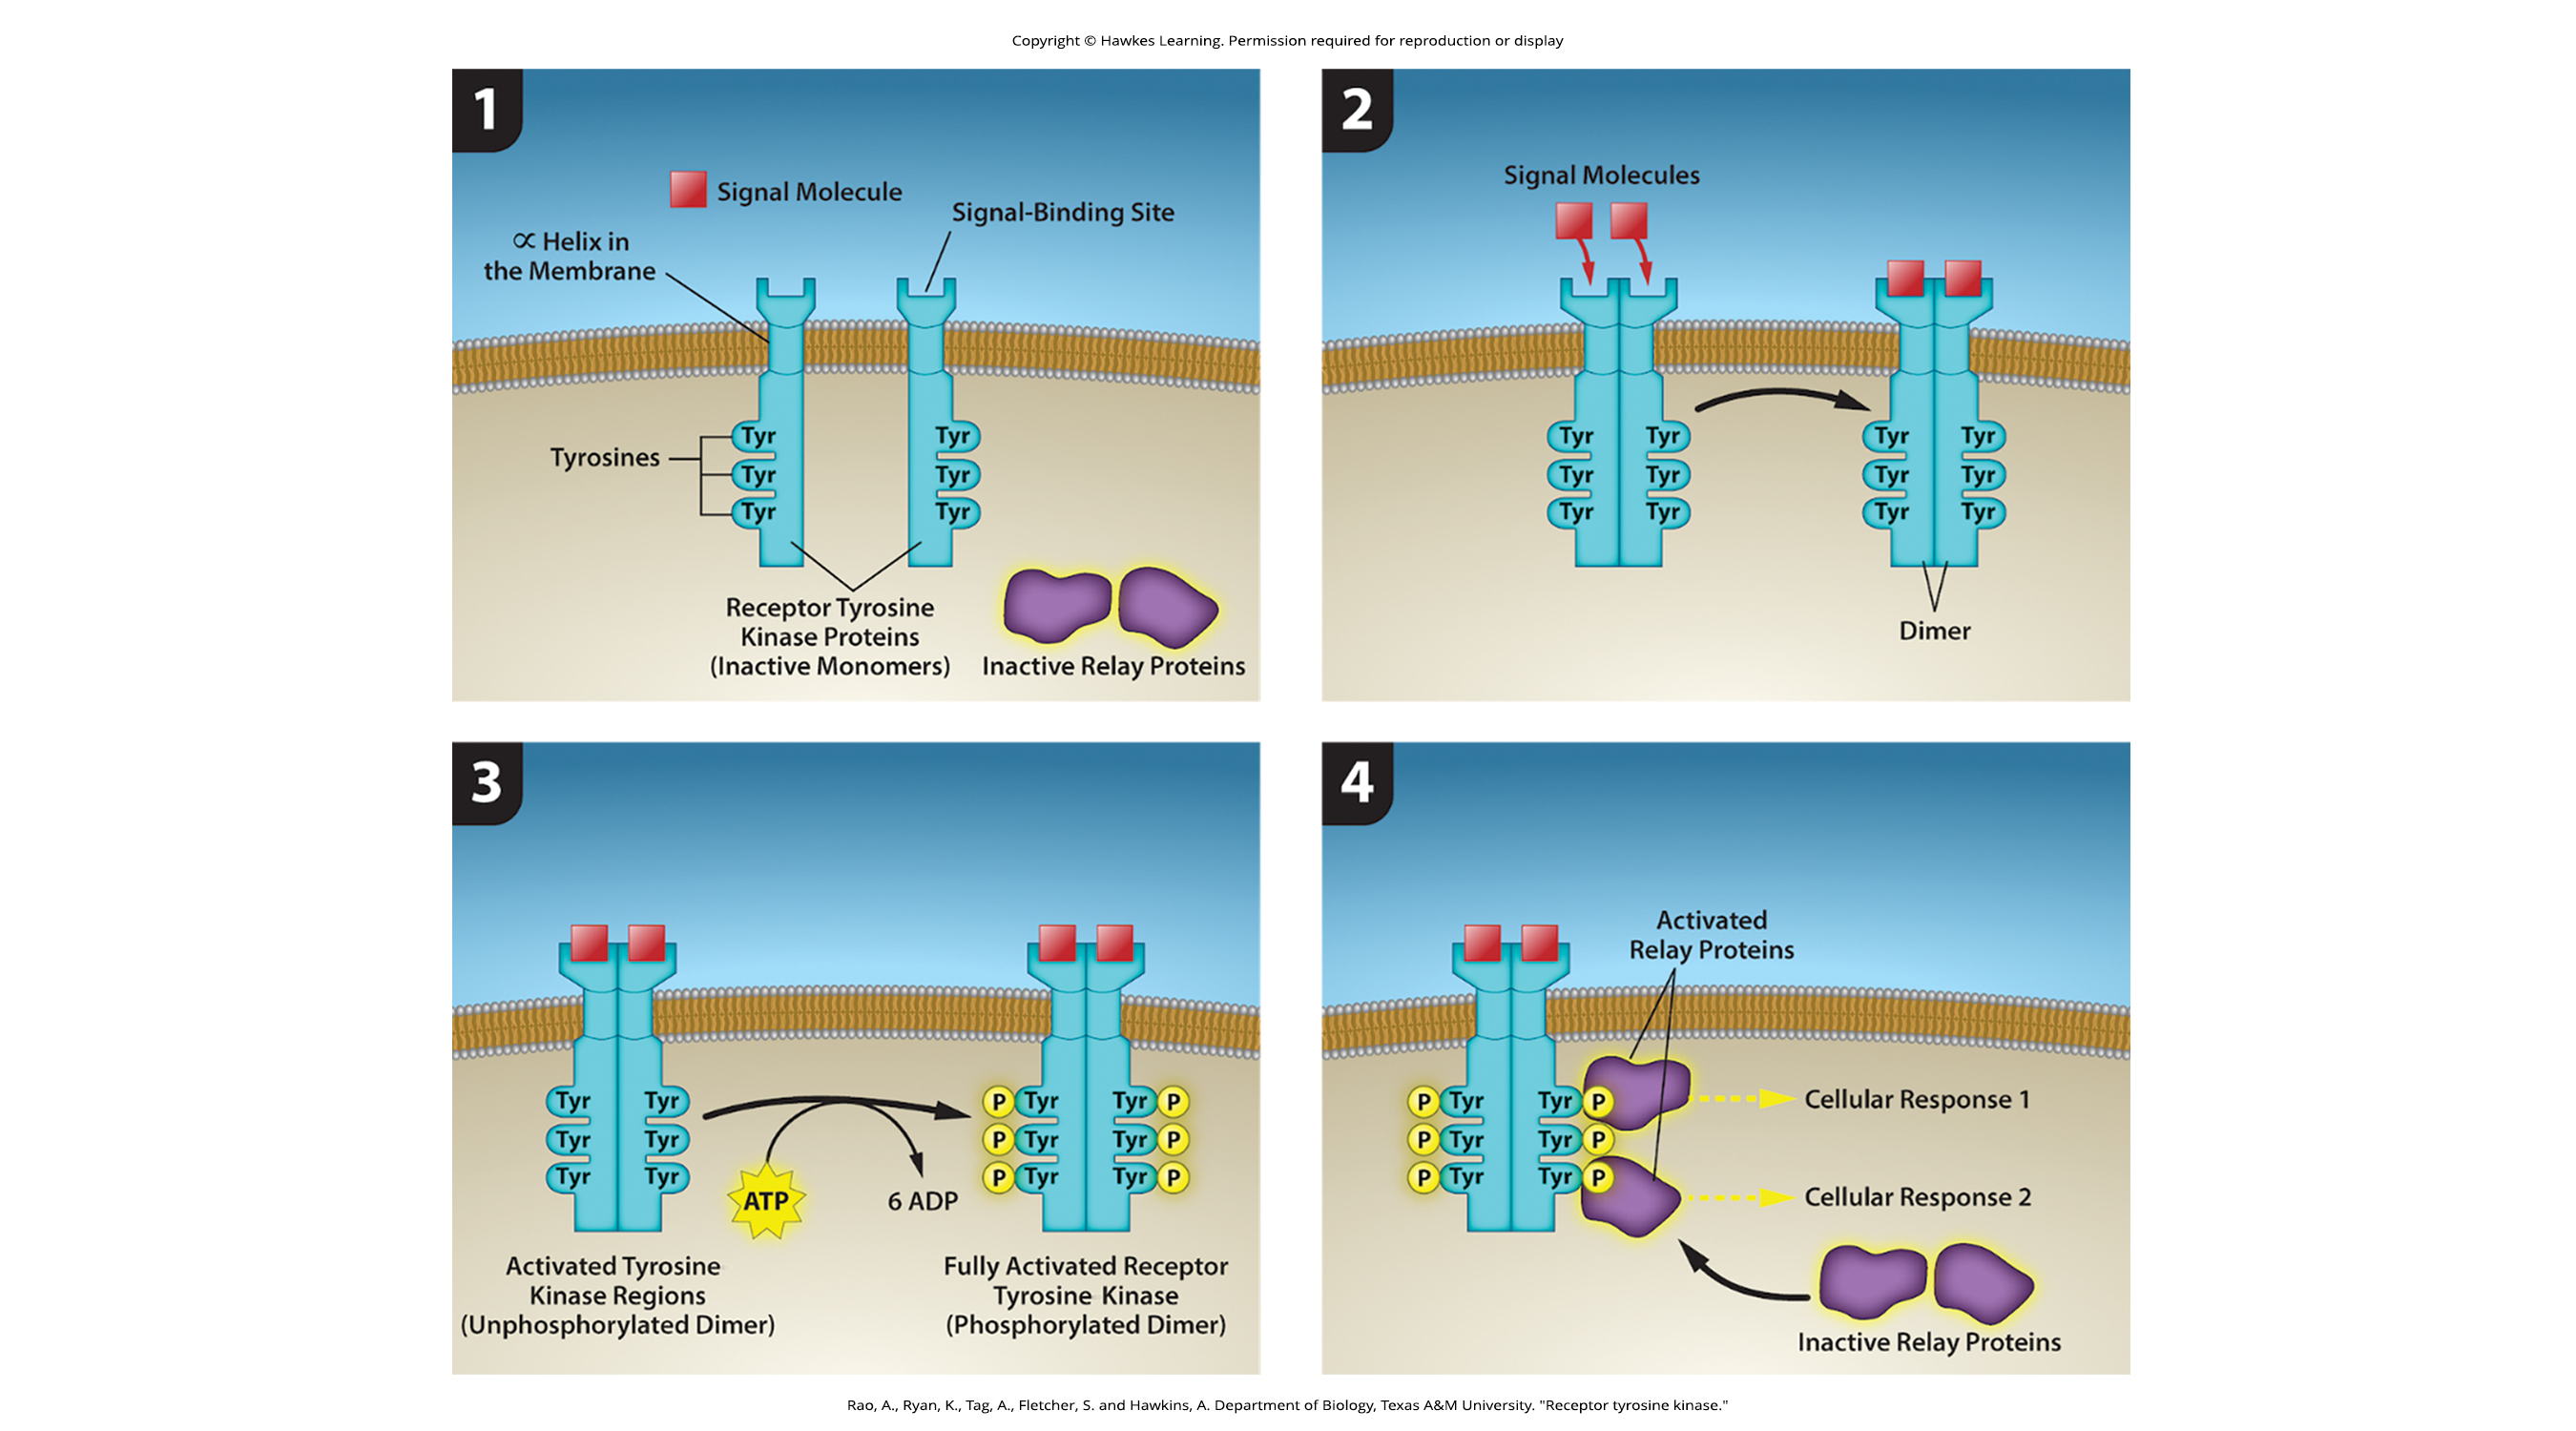 Copyright © Hawkes Learning. Permission required for reproduction or display
1
Signal Molecule
Signal-Binding Site
∝ Helix in
the Membrane
Tyrosines
Tyr
Tyr
Tyr
Tyr
Tyr
Tyr
Receptor Tyrosine
Kinase Proteins
(Inactive Monomers)
Inactive Relay Proteins
2
Signal Molecules
Tyr
Tyr
Tyr
Tyr
Tyr
Tyr
Tyr
Tyr
Tyr
Tyr
Tyr
Tyr
Dimer
3
Tyr
Tyr
Tyr
Tyr
Tyr
Tyr
ATP
6 ADP
P Tyr
P Tyr
P Tyr
Tyr P
Tyr P
Tyr P
Activated Tyrosine
Kinase Regions
(Unphosphorylated Dimer)
Fully Activated Receptor
Tyrosine Kinase
(Phosphorylated Dimer)
4
Activated
Relay Proteins
P Tyr
P Tyr
P Tyr
Tyr P
Tyr P
Tyr P
Cellular Response 1
Cellular Response 2
Inactive Relay Proteins
Rao, A., Ryan, K., Tag, A., Fletcher, S. and Hawkins, A. Department of Biology, Texas A&M University. "Receptor tyrosine kinase."